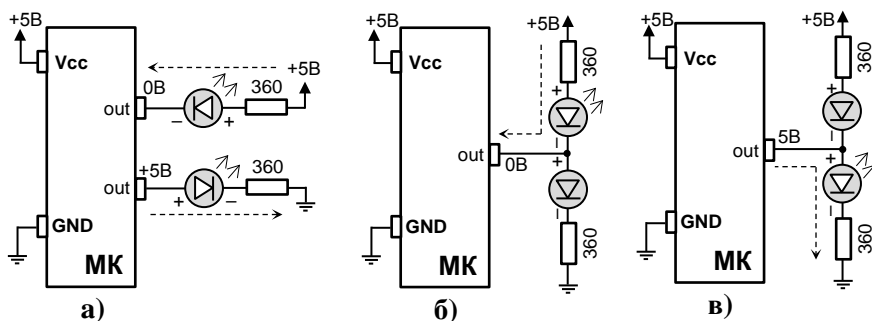 +5В
Vcc
0В
360
+5В
out
–
+
+5В
360
out
+
–
GND
МК
а)
+5В
Vcc
+5В
360
+
–
out
0В
+
–
GND
360
МК
б)
+5В
Vcc
+5В
360
+
–
out
5В
+
–
GND
360
МК
в)